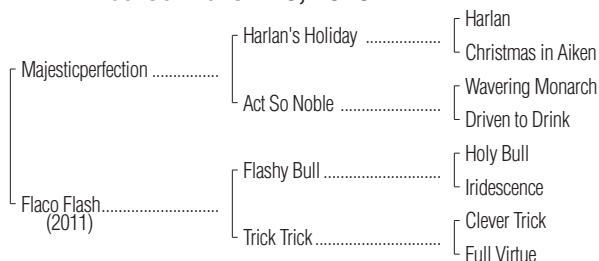 Harlan
Harlan's Holiday ..................
Christmas in Aiken
Majesticperfection ................
Wavering Monarch
Act So Noble ........................
Driven to Drink
Holy Bull
Flashy Bull ............................
Iridescence
Flaco Flash............................
(2011)
Clever Trick
Trick Trick..............................
Full Virtue